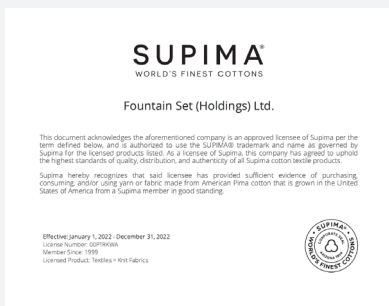 SUPIMA®
WORLD'S FINEST COTTONS
Fountain Set (Holdings) Ltd.
This document acknowledges the aforementioned company is an approved licensee of Supima per the
term defined below, and is authorized to use the SUPIMA® trademark and name as governed by
Supima for the licensed products listed. As a licensee of Supima, this company has agreed to uphold
the highest standards of quality, distribution, and authenticity of all Supima cotton textile products.
Supima hereby recognizes that said licensee has provided sufficient evidence of purchasing,
consuming, and/or using yarn or fabric made from American Pima cotton that is grown in the United
States of America from a Supima member in good standing.
Effective: January 1, 2022 - December 31, 2022
License Number: 00PTRKWA
Member Since: 1999
Licensed Product: Textiles = Knit Fabrics
SUPIMA
CORPORATE SEAL
WORLD'S FINEST COTTONS